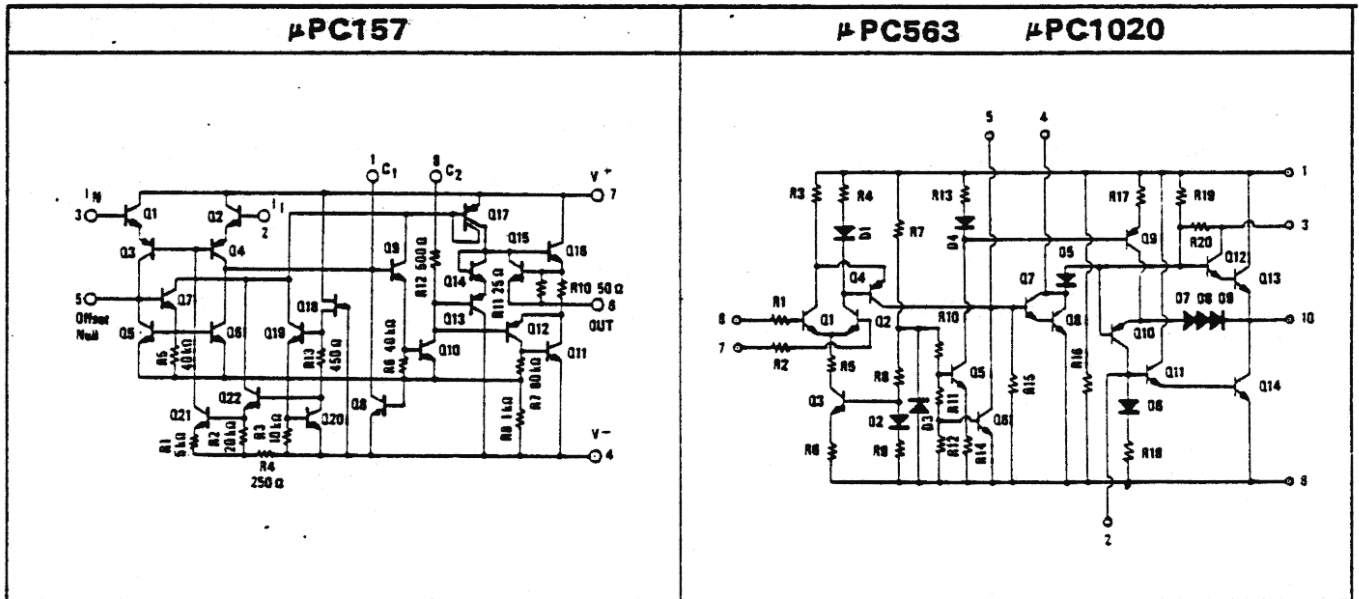 μPC157
μPC563 μPC1020
1 8
C1 C2
V+
7
IN
3 Q1 Q2 I1
2
Q3 Q4
5
Offset
Null
Q7
Q5 Q6
R5
40kΩ
Q18
Q19
R13
450Ω
Q9
R12 500Ω
Q17
Q15
Q16
Q14
R11 25Ω
R10 50Ω
6
OUT
Q13
Q12
Q10
Q11
R6 40kΩ
R7 80kΩ
R8 1kΩ
Q22
Q21
Q20
Q8
R1
5kΩ
R2
20kΩ
R3
10kΩ
R4
250Ω
V-
4
5 4
1
R3 R4
R7
R13
R17
R19
3
R20
D1
D4
Q9
D5
Q12
Q13
Q4
Q7
R1
6
Q1 Q2
7
R2
R5
R10
Q8
R16
Q10
D7 D8 D9
10
R8
Q5
R11
R15
Q11
Q14
Q3
D2
D3
Q6
D6
R6
R9
R12
R14
R18
8
2